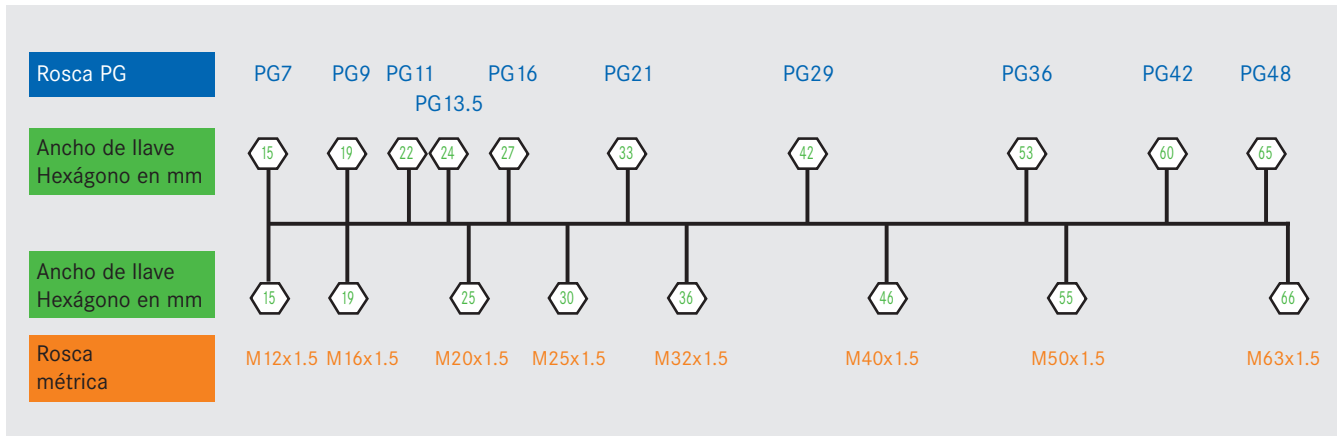 Rosca PG
PG7 PG9 PG11 PG16 PG21 PG29 PG36 PG42 PG48
PG13.5
Ancho de llave
Hexágono en mm
15 19 22 24 27 33 42 53 60 65
Ancho de llave
Hexágono en mm
15 19 25 30 36 46 55 66
Rosca
métrica
M12x1.5 M16x1.5 M20x1.5 M25x1.5 M32x1.5 M40x1.5 M50x1.5 M63x1.5